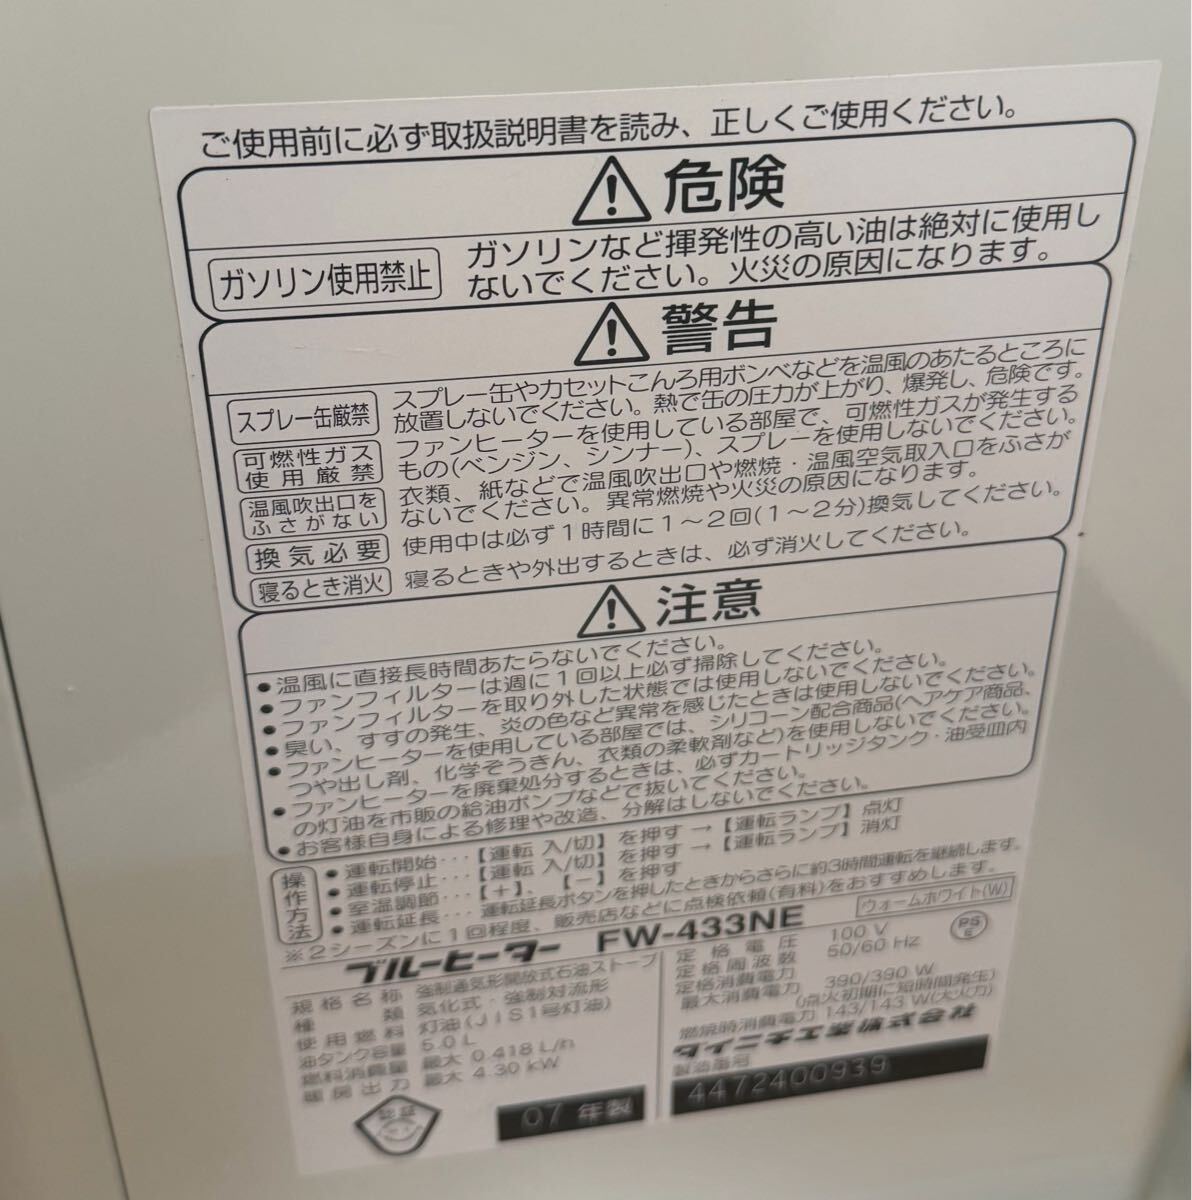 ご使用前に必ず取扱説明書を読み、正しくご使用ください。
危険
ガソリン使用禁止
ガソリンなど揮発性の高い油は絶対に使用し
ないでください。火災の原因になります。
警告
スプレー缶厳禁
スプレー缶やカセットこんろ用ボンベなどを温風のあたるところに
放置しないでください。熱で缶の圧力が上がり、爆発し、危険です。
可燃性ガス
使用厳禁
ファンヒーターを使用している部屋で、可燃性ガスが発生する
もの(ベンジン、シンナー)、スプレーを使用しないでください。
温風吹出口を
ふさがない
衣類、紙などで温風吹出口や燃焼・温風空気取入口をふさが
ないでください。異常燃焼や火災の原因になります。
換気必要
使用中は必ず1時間に1～2回(1～2分)換気してください。
寝るとき消火
寝るときや外出するときは、必ず消火してください。
注意
●温風に直接長時間あたらないでください。
●ファンフィルターは週に1回以上必ず掃除してください。
●ファンフィルターを取り外した状態では使用しないでください。
●臭い、すすの発生、炎の色など異常を感じたときは使用しないでください。
●ファンヒーターを使用している部屋では、シリコーン配合商品(ヘアケア商品、
つや出し剤、化学ぞうきん、衣類の柔軟剤など)を使用しないでください。
●ファンヒーターを廃棄処分するときは、必ずカートリッジタンク・油受皿内
の灯油を市販の給油ポンプなどで抜いてください。
●お客様自身による修理や改造、分解はしないでください。
操作方法
●運転開始･･･【運転 入/切】を押す→【運転ランプ】点灯
●運転停止･･･【運転 入/切】を押す→【運転ランプ】消灯
●室温調節･･･【＋】、【－】を押す
●運転延長･･･運転延長ボタンを押したときからさらに約3時間運転を継続します。
※2シーズンに1回程度、販売店などに点検依頼(有料)をおすすめします。
ブルーヒーター FW-433NE
ウォームホワイト(W)
規格名称 強制通気形開放式石油ストーブ
種類 気化式・強制対流形
使用燃料 灯油(JIS1号灯油)
油タンク容量 5.0L
燃料消費量 最大 0.418 L/h
暖房出力 最大 4.30 kW
認証
07 年製
定格電圧 100 V
定格周波数 50/60 Hz
定格消費電力
最大消費電力 390/390 W
(点火初期に短時間発生)
燃焼時消費電力 143/143 W(大火力)
PSE
ダイニチ工業株式会社
製造番号
4472400939